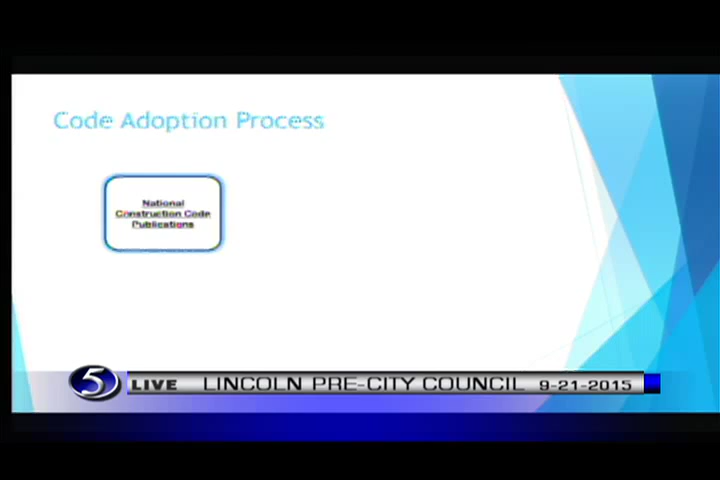 Code Adoption Process
National
Construction Code
Publications
5 LIVE LINCOLN PRE-CITY COUNCIL 9-21-2015